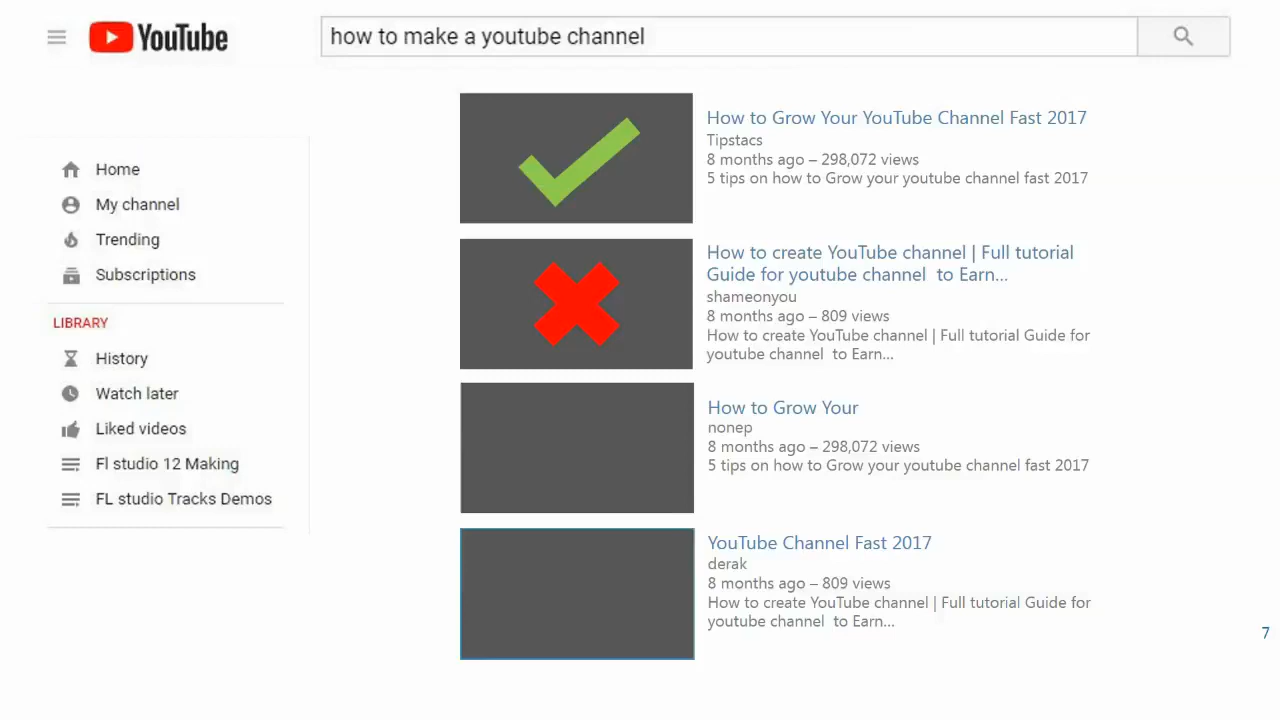 YouTube
how to make a youtube channel
Home
My channel
Trending
Subscriptions
LIBRARY
History
Watch later
Liked videos
Fl studio 12 Making
FL studio Tracks Demos
How to Grow Your YouTube Channel Fast 2017
Tipstacs
8 months ago – 298,072 views
5 tips on how to Grow your youtube channel fast 2017
How to create YouTube channel | Full tutorial
Guide for youtube channel to Earn...
shameonyou
8 months ago – 809 views
How to create YouTube channel | Full tutorial Guide for
youtube channel to Earn...
How to Grow Your
nonep
8 months ago – 298,072 views
5 tips on how to Grow your youtube channel fast 2017
YouTube Channel Fast 2017
derak
8 months ago – 809 views
How to create YouTube channel | Full tutorial Guide for
youtube channel to Earn...
7